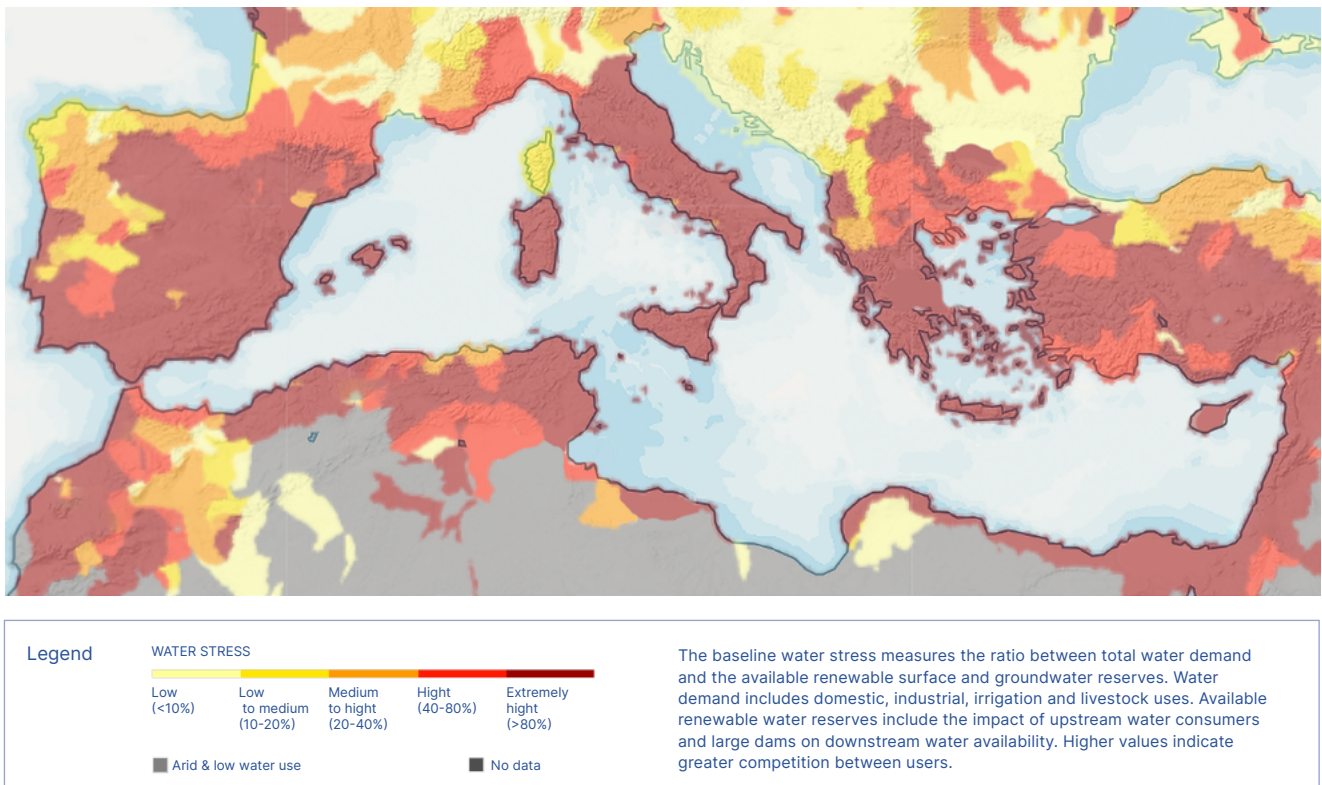 Legend
WATER STRESS
Low
(<10%)
Low
to medium
(10-20%)
Medium
to hight
(20-40%)
Hight
(40-80%)
Extremely
hight
(>80%)
Arid & low water use
No data
The baseline water stress measures the ratio between total water demand
and the available renewable surface and groundwater reserves. Water
demand includes domestic, industrial, irrigation and livestock uses. Available
renewable water reserves include the impact of upstream water consumers
and large dams on downstream water availability. Higher values indicate
greater competition between users.